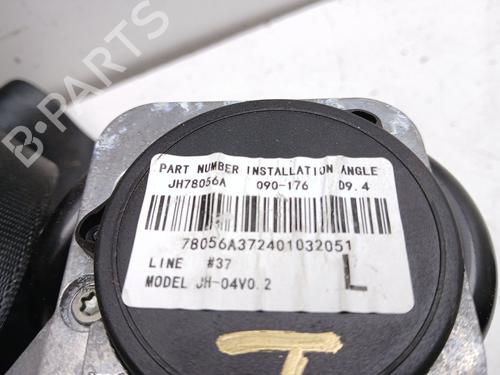 B-PARTS
PART NUMBER INSTALLATION ANGLE
JH78056A 090-176 D9.4
78056A372401032051
LINE #37
MODEL JH-04V0.2 L